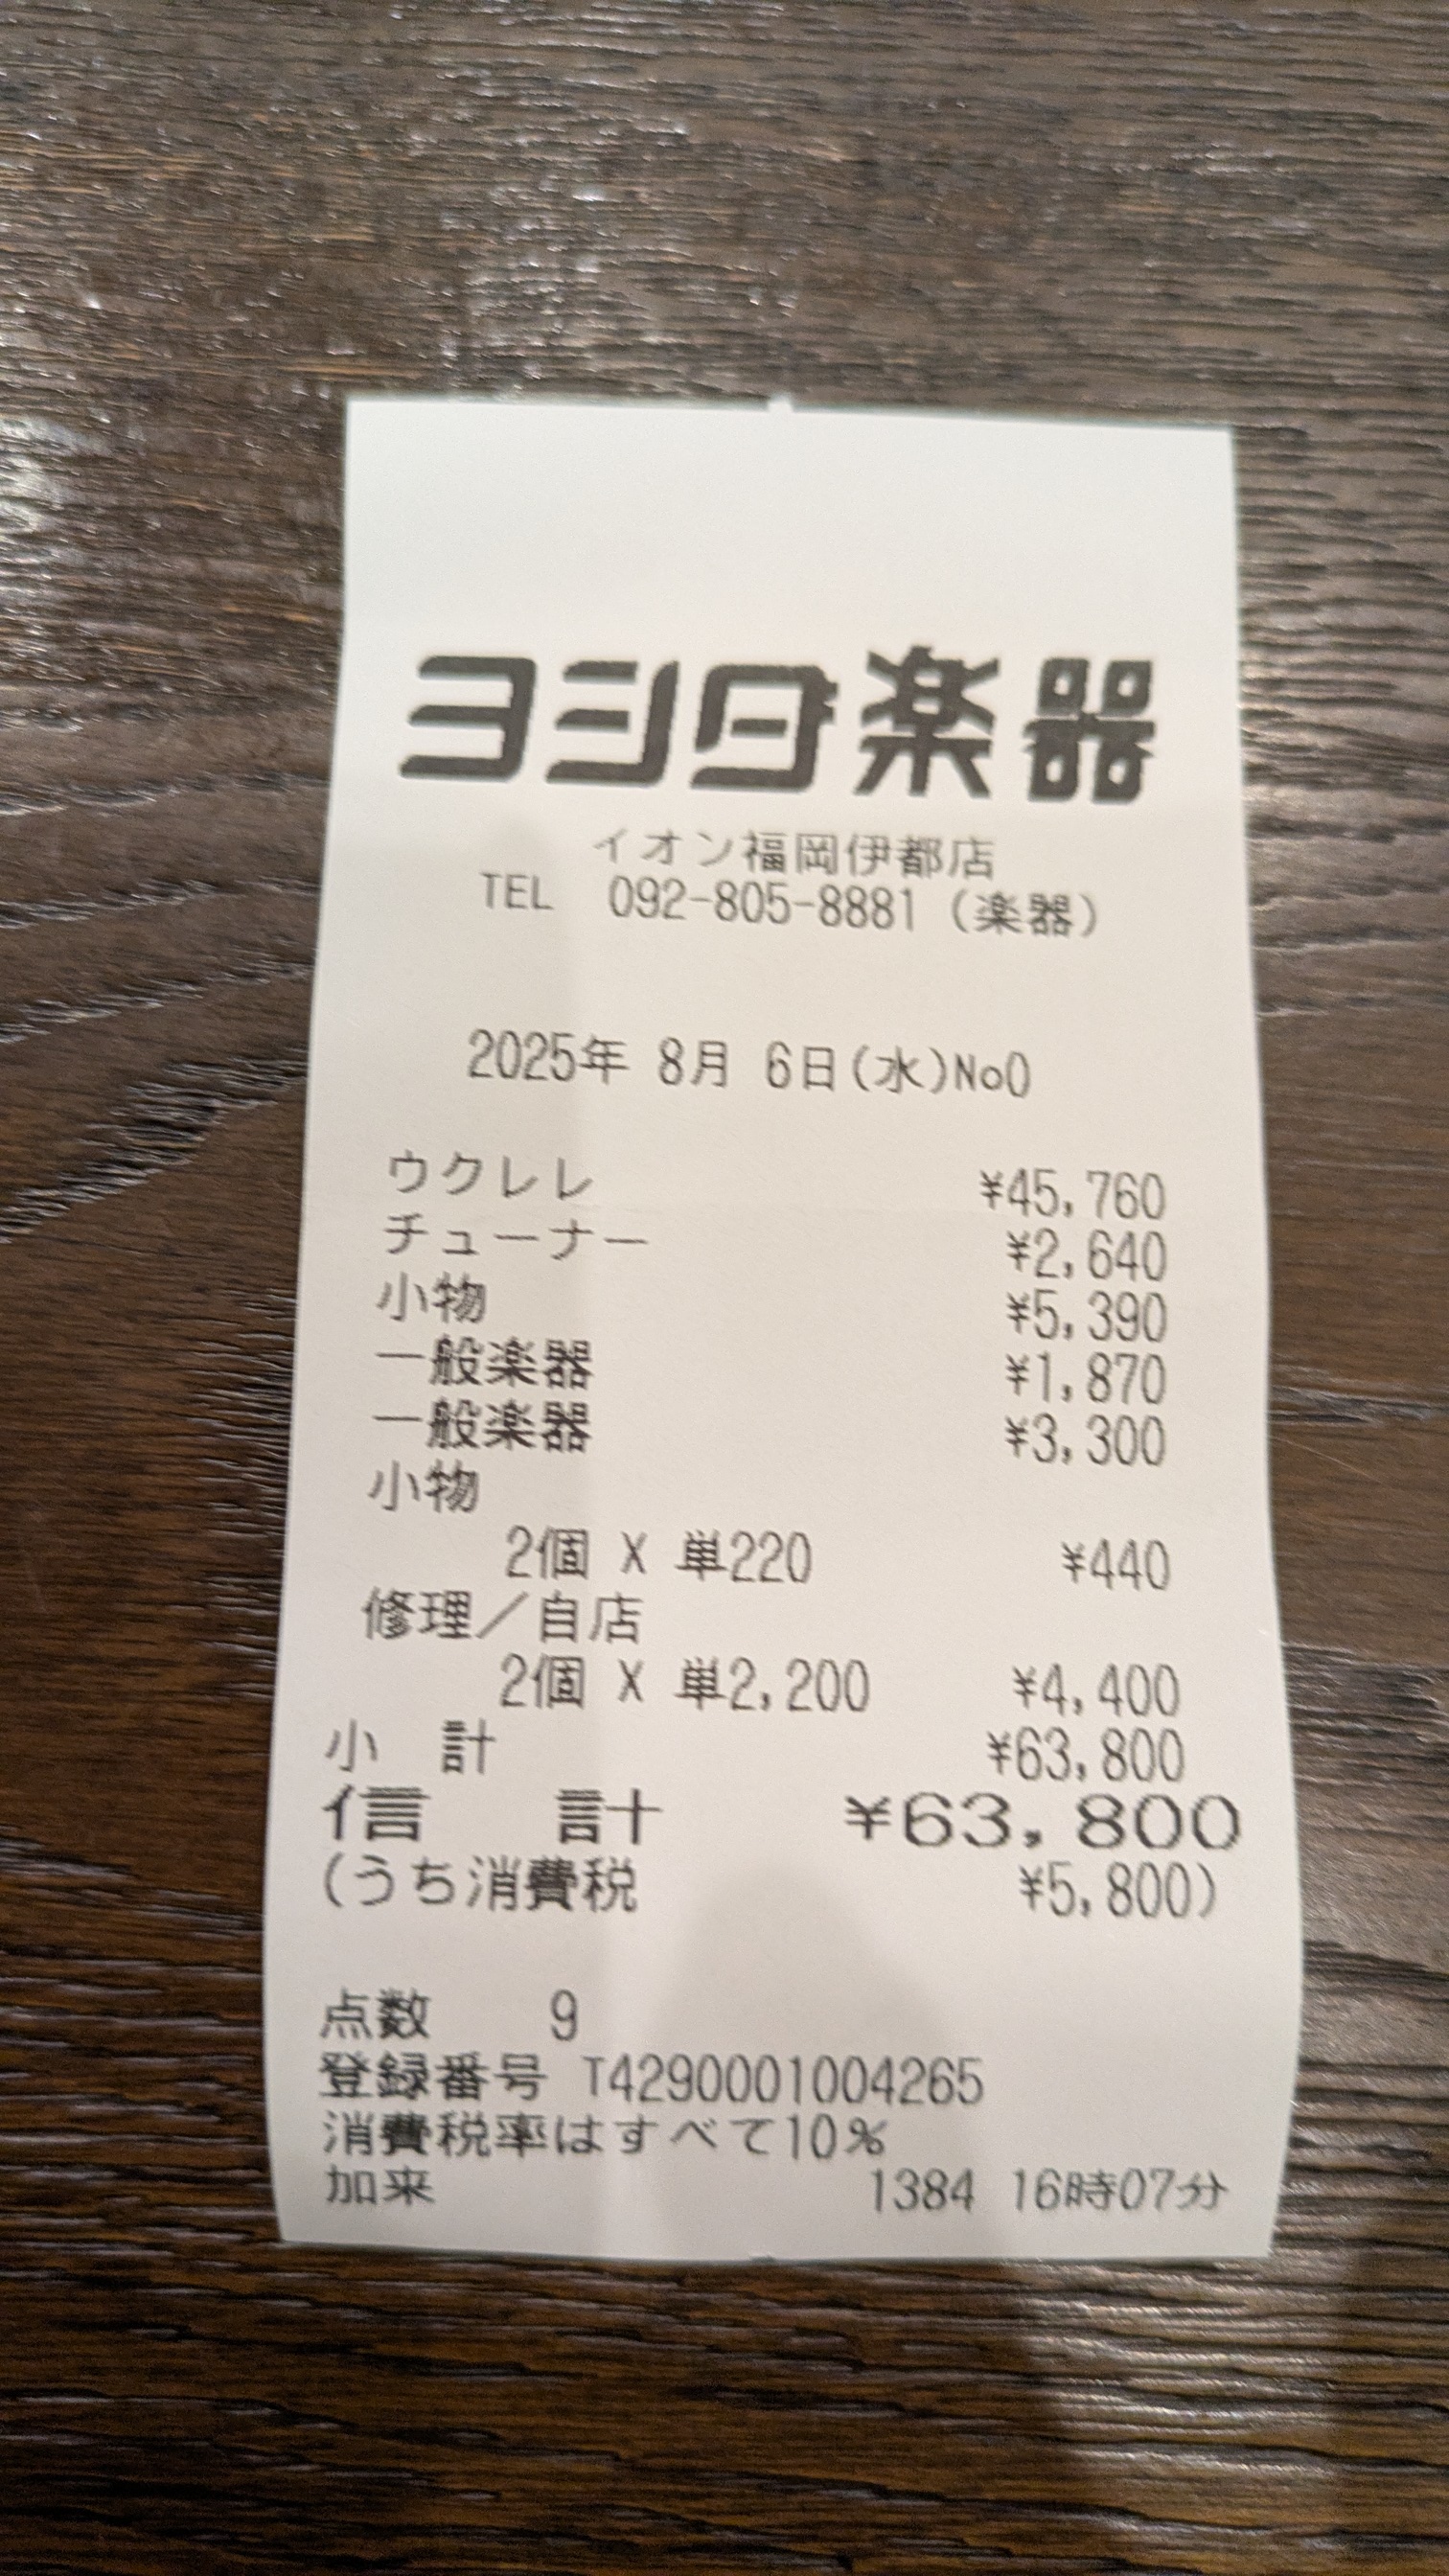 ヨシダ楽器
イオン福岡伊都店
TEL 092-805-8881 (楽器)
2025年 8月 6日(水)No0
ウクレレ ¥45,760
チューナー ¥2,640
小物 ¥5,390
一般楽器 ¥1,870
一般楽器 ¥3,300
小物
2個 X 単220 ¥440
修理/自店
2個 X 単2,200 ¥4,400
小 計 ¥63,800
信 計 ¥63,800
(うち消費税 ¥5,800)
点数 9
登録番号 T4290001004265
消費税率はすべて10%
加来 1384 16時07分